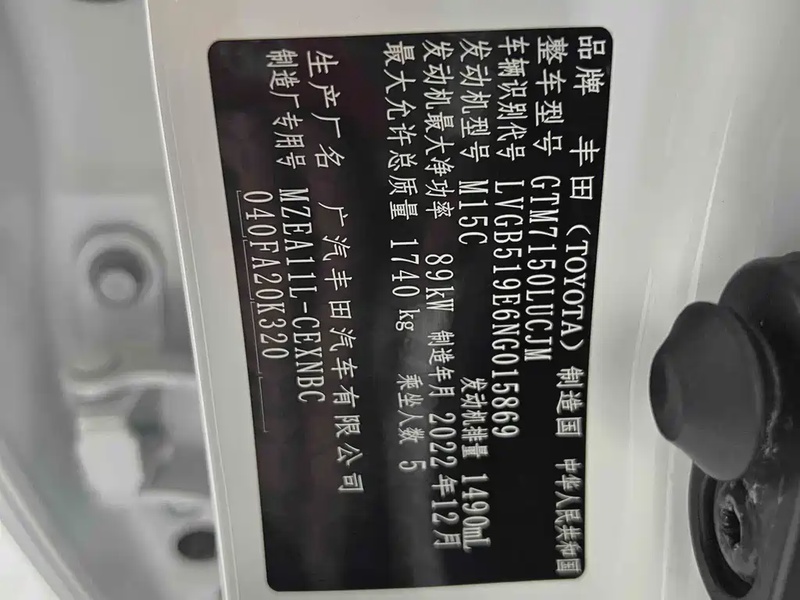 品牌 丰田（TOYOTA） 制造国 中华人民共和国
整车型号 GTM7150LUCJM
车辆识别代号 LVGB519E6NG015869
发动机型号 M15C 发动机排量 1490mL
发动机最大净功率 89kW 制造年月 2022年12月
最大允许总质量 1740kg 乘坐人数 5
生产厂名 广汽丰田汽车有限公司
制造厂专用号 MZEA11L-CEXNBC
040FA20K320